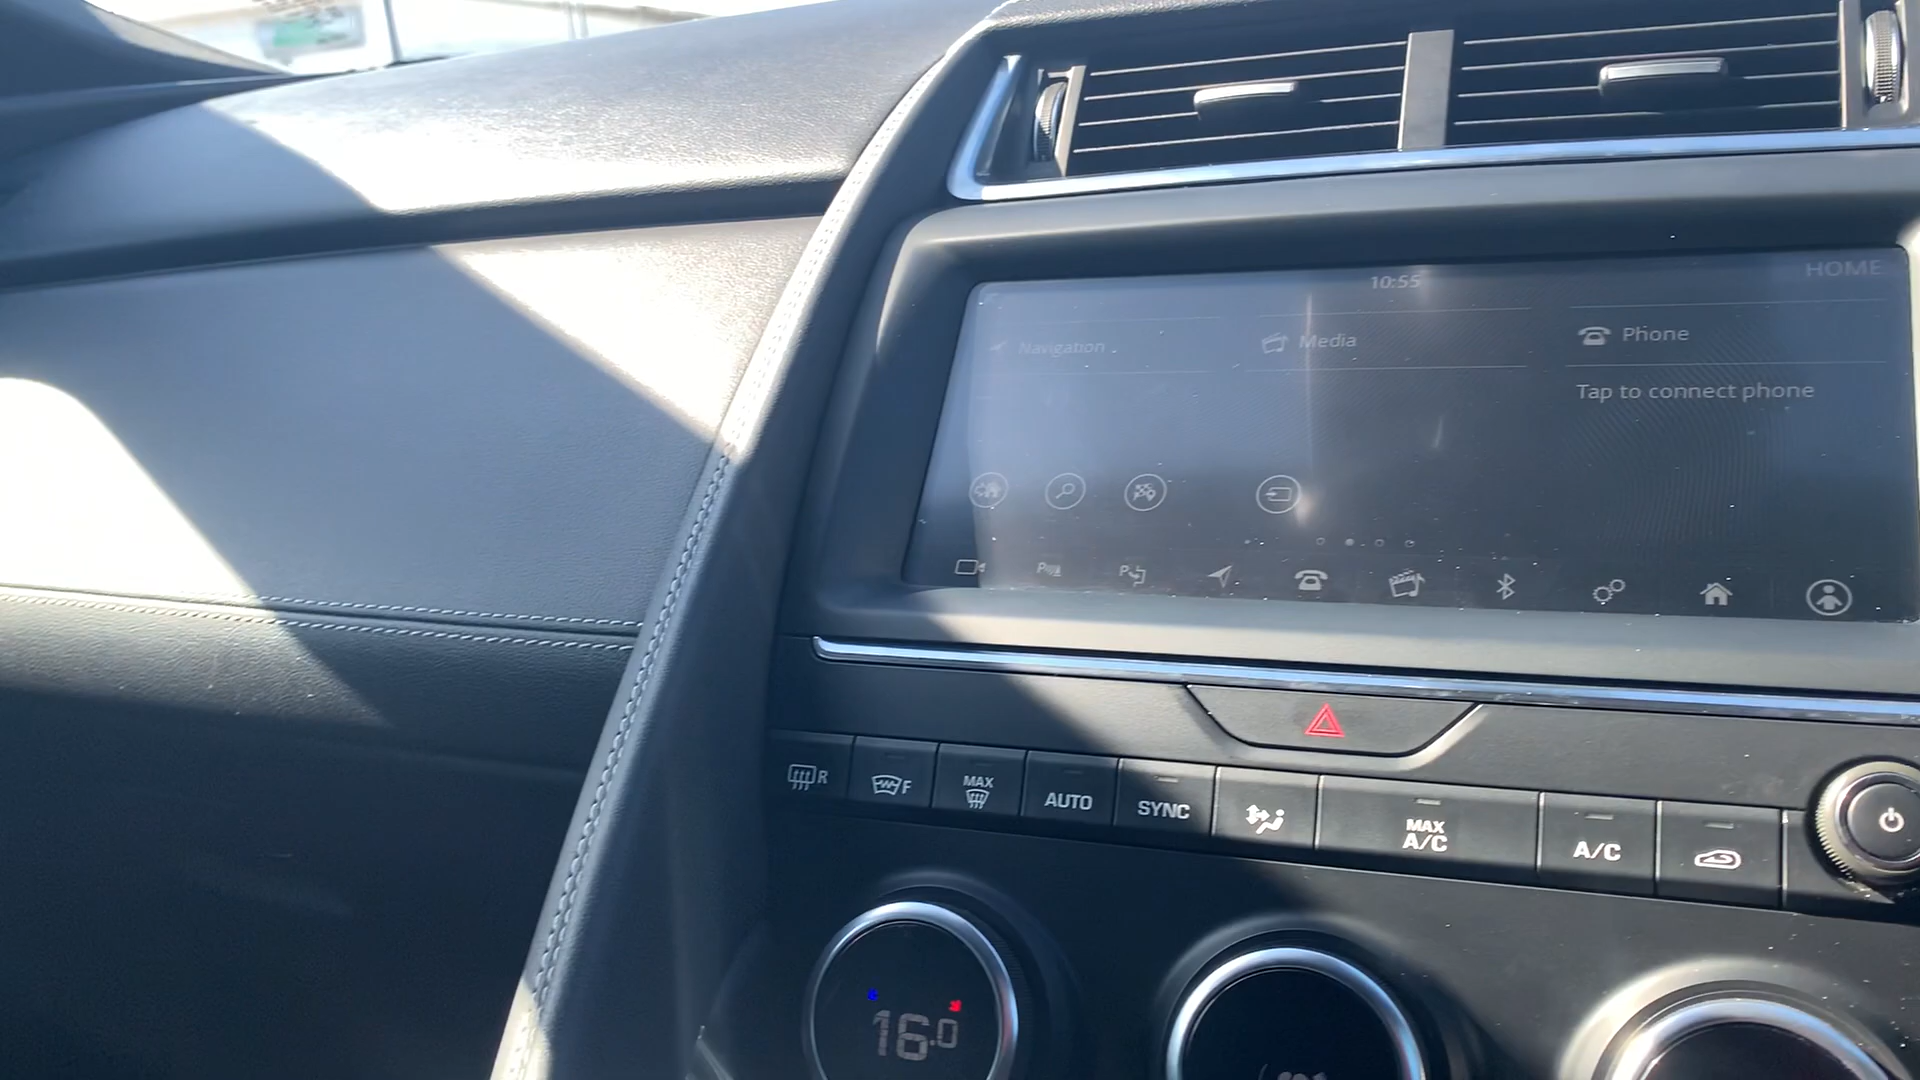 10:55
HOME
Navigation
Media
Phone
Tap to connect phone
R
F
MAX
AUTO
SYNC
MAX
A/C
A/C
16.0